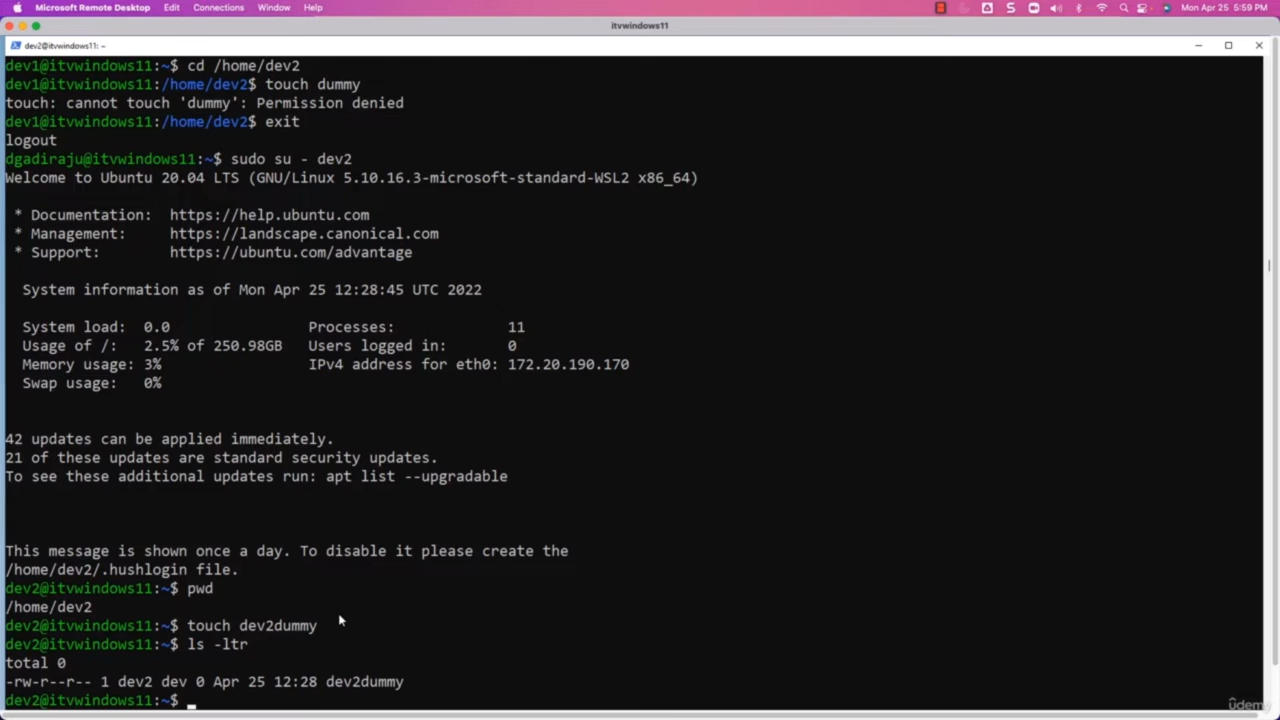 Microsoft Remote Desktop Edit Connections Window Help Mon Apr 25 5:59 PM
itvwindows11
dev2@itvwindows11: ~
dev1@itvwindows11:~$ cd /home/dev2
dev1@itvwindows11:/home/dev2$ touch dummy
touch: cannot touch 'dummy': Permission denied
dev1@itvwindows11:/home/dev2$ exit
logout
dgadiraju@itvwindows11:~$ sudo su - dev2
Welcome to Ubuntu 20.04 LTS (GNU/Linux 5.10.16.3-microsoft-standard-WSL2 x86_64)
* Documentation: https://help.ubuntu.com
* Management: https://landscape.canonical.com
* Support: https://ubuntu.com/advantage
System information as of Mon Apr 25 12:28:45 UTC 2022
System load: 0.0 Processes: 11
Usage of /: 2.5% of 250.98GB Users logged in: 0
Memory usage: 3% IPv4 address for eth0: 172.20.190.170
Swap usage: 0%
42 updates can be applied immediately.
21 of these updates are standard security updates.
To see these additional updates run: apt list --upgradable
This message is shown once a day. To disable it please create the
/home/dev2/.hushlogin file.
dev2@itvwindows11:~$ pwd
/home/dev2
dev2@itvwindows11:~$ touch dev2dummy
dev2@itvwindows11:~$ ls -ltr
total 0
-rw-r--r-- 1 dev2 dev 0 Apr 25 12:28 dev2dummy
dev2@itvwindows11:~$
ûdemy